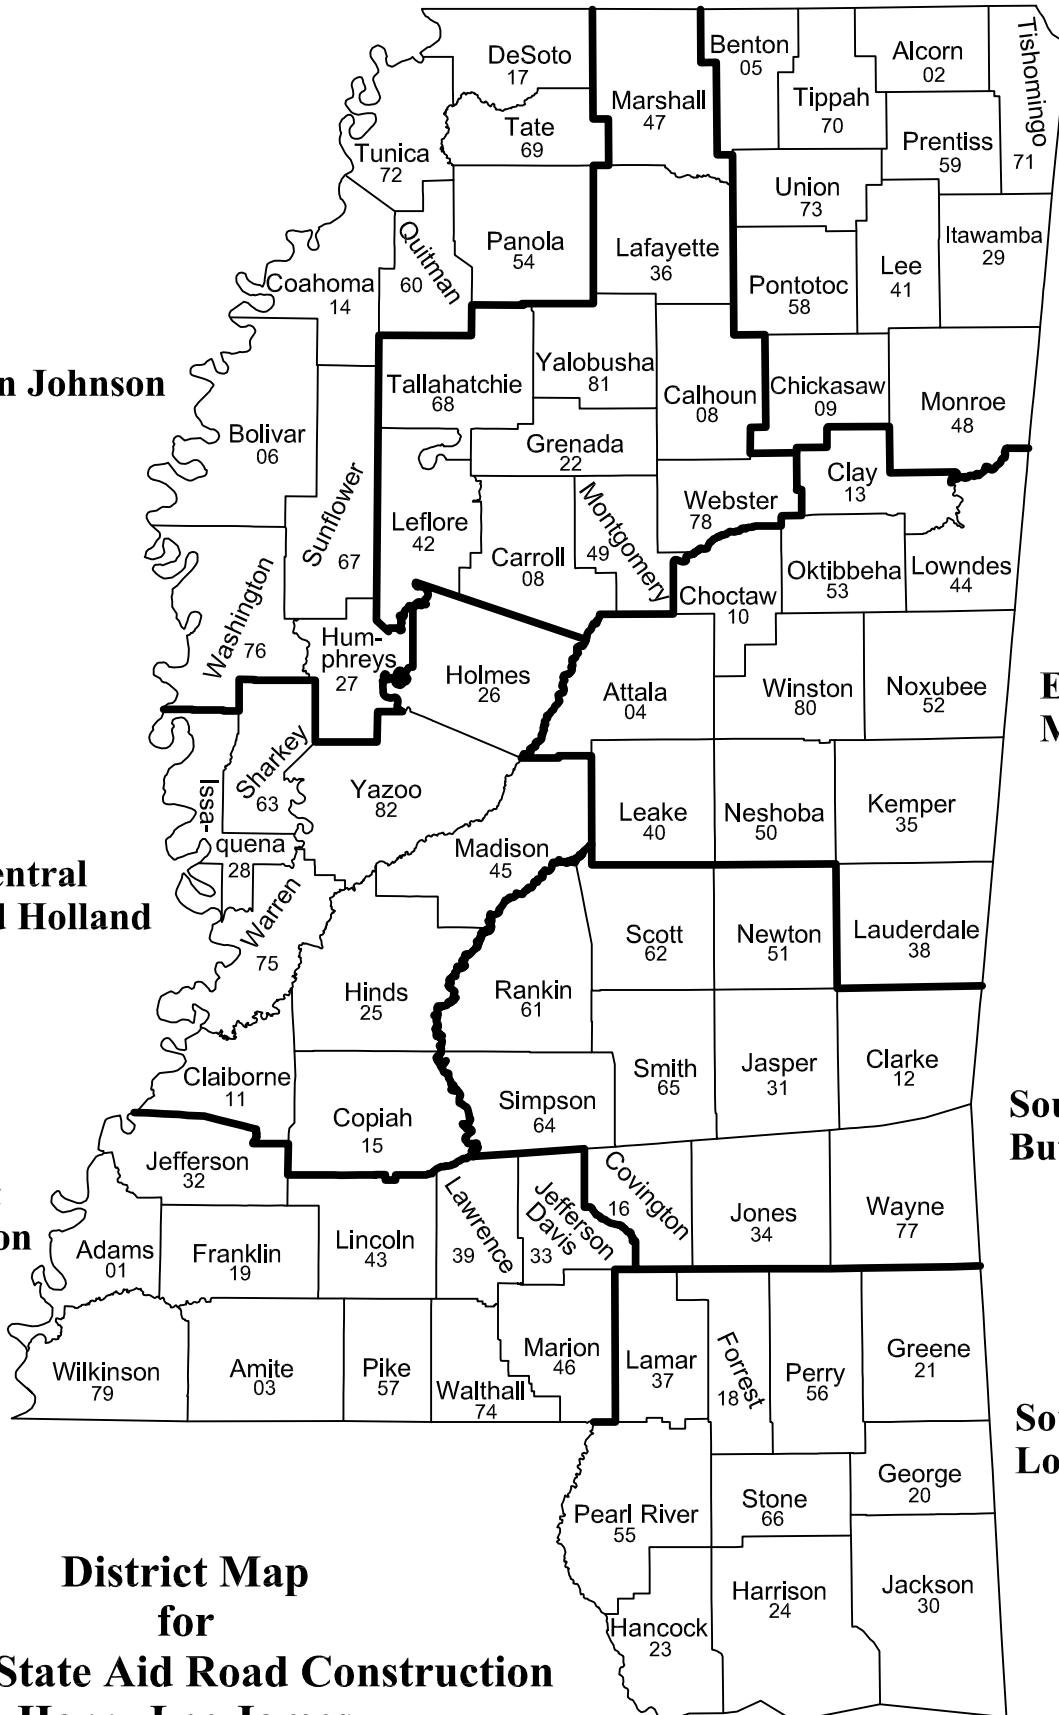 DeSoto
17
Marshall
47
Benton
05
Tippah
70
Alcorn
02
Tishomingo
71
Tate
69
Tunica
72
Prentiss
59
Union
73
Panola
54
Quitman
60
Lafayette
36
Itawamba
29
Lee
41
Pontotoc
58
Coahoma
14
n Johnson
Tallahatchie
68
Yalobusha
81
Calhoun
08
Chickasaw
09
Monroe
48
Bolivar
06
Grenada
22
Clay
13
Sunflower
67
Leflore
42
Carroll
08
Montgomery
49
Webster
78
Oktibbeha
53
Lowndes
44
Choctaw
10
Washington
76
Hum-
phreys
27
Holmes
26
Attala
04
Winston
80
Noxubee
52
E
M
Sharkey
63
Issa-
quena
28
Yazoo
82
Leake
40
Neshoba
50
Kemper
35
Madison
45
entral
d Holland
Warren
75
Scott
62
Newton
51
Lauderdale
38
Hinds
25
Rankin
61
Claiborne
11
Copiah
15
Simpson
64
Smith
65
Jasper
31
Clarke
12
Sou
Bu
Jefferson
32
on
Adams
01
Franklin
19
Lincoln
43
Lawrence
39
Jefferson
Davis
33
Covington
16
Jones
34
Wayne
77
Wilkinson
79
Amite
03
Pike
57
Walthall
74
Marion
46
Lamar
37
Forrest
18
Perry
56
Greene
21
So
Lo
Pearl River
55
Stone
66
George
20
Hancock
23
Harrison
24
Jackson
30
District Map
for
State Aid Road Construction